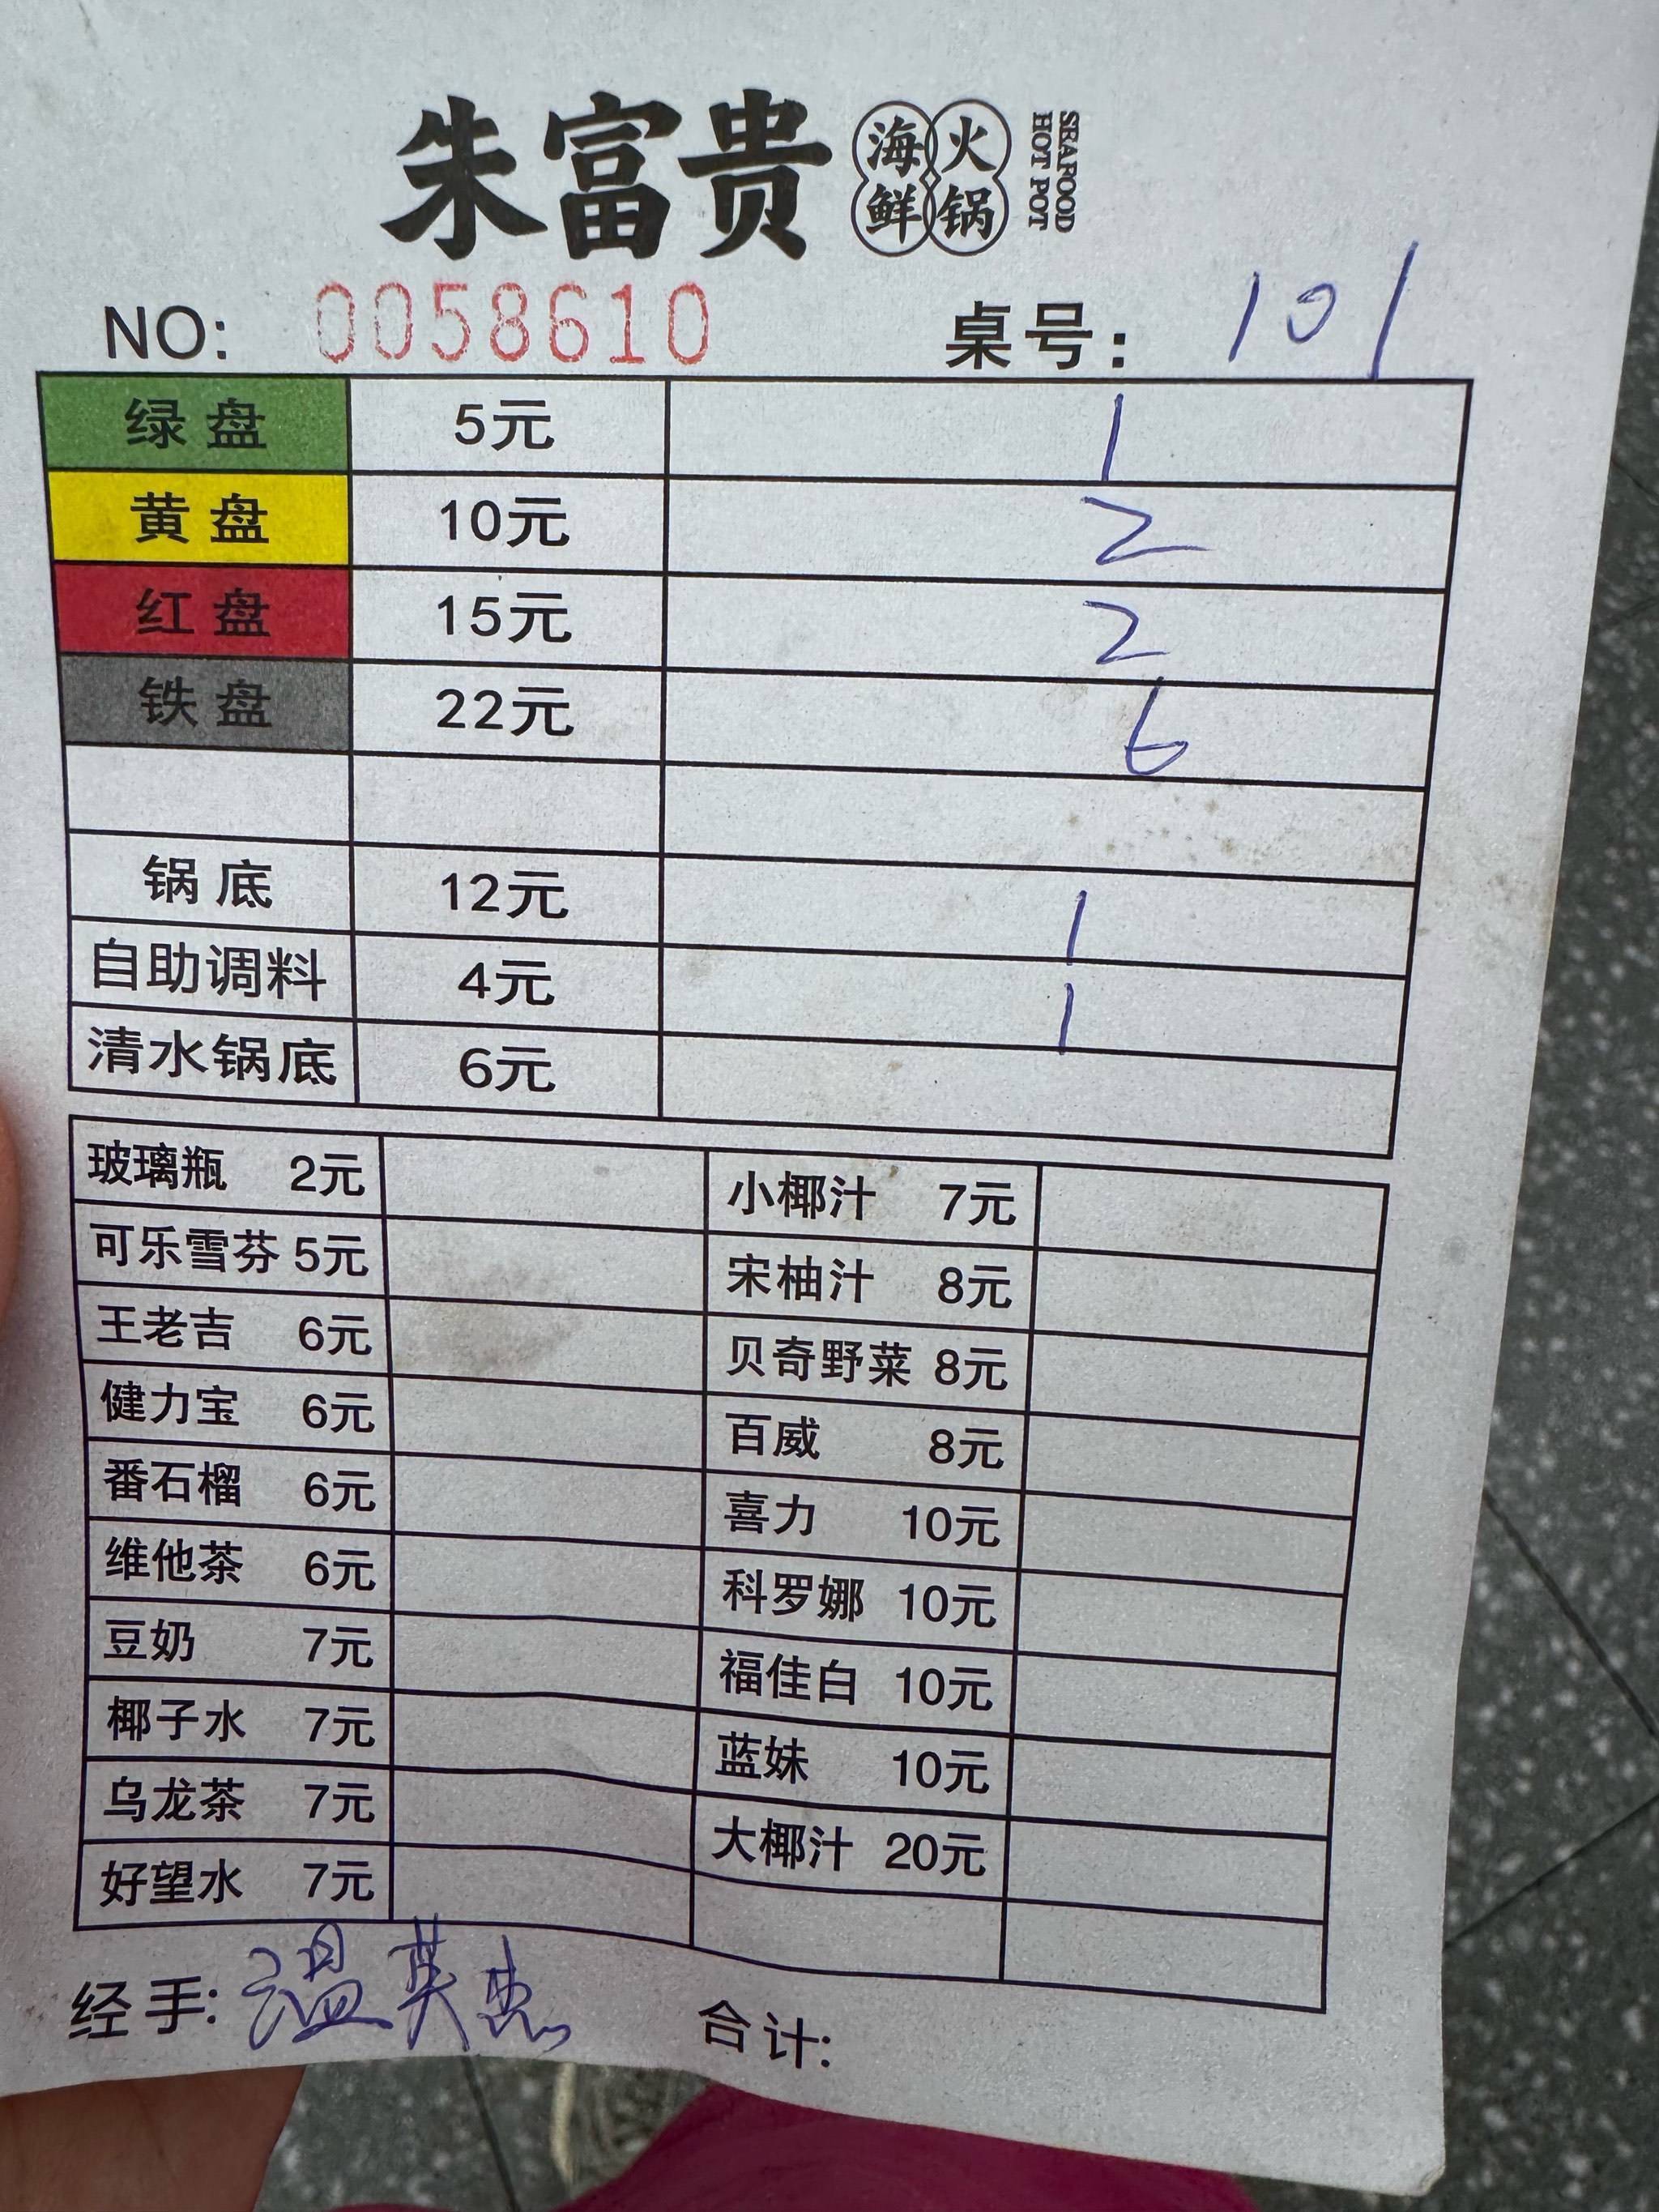 朱富贵 海鲜火锅 SEAFOOD HOT POT
NO: 0058610 桌号: 101
绿盘 5元 1
黄盘 10元 2
红盘 15元 2
铁盘 22元 6
锅底 12元 1
自助调料 4元 1
清水锅底 6元
玻璃瓶 2元 小椰汁 7元
可乐雪芬 5元 宋柚汁 8元
王老吉 6元 贝奇野菜 8元
健力宝 6元 百威 8元
番石榴 6元 喜力 10元
维他茶 6元 科罗娜 10元
豆奶 7元 福佳白 10元
椰子水 7元 蓝妹 10元
乌龙茶 7元 大椰汁 20元
好望水 7元
经手: 温英 合计: